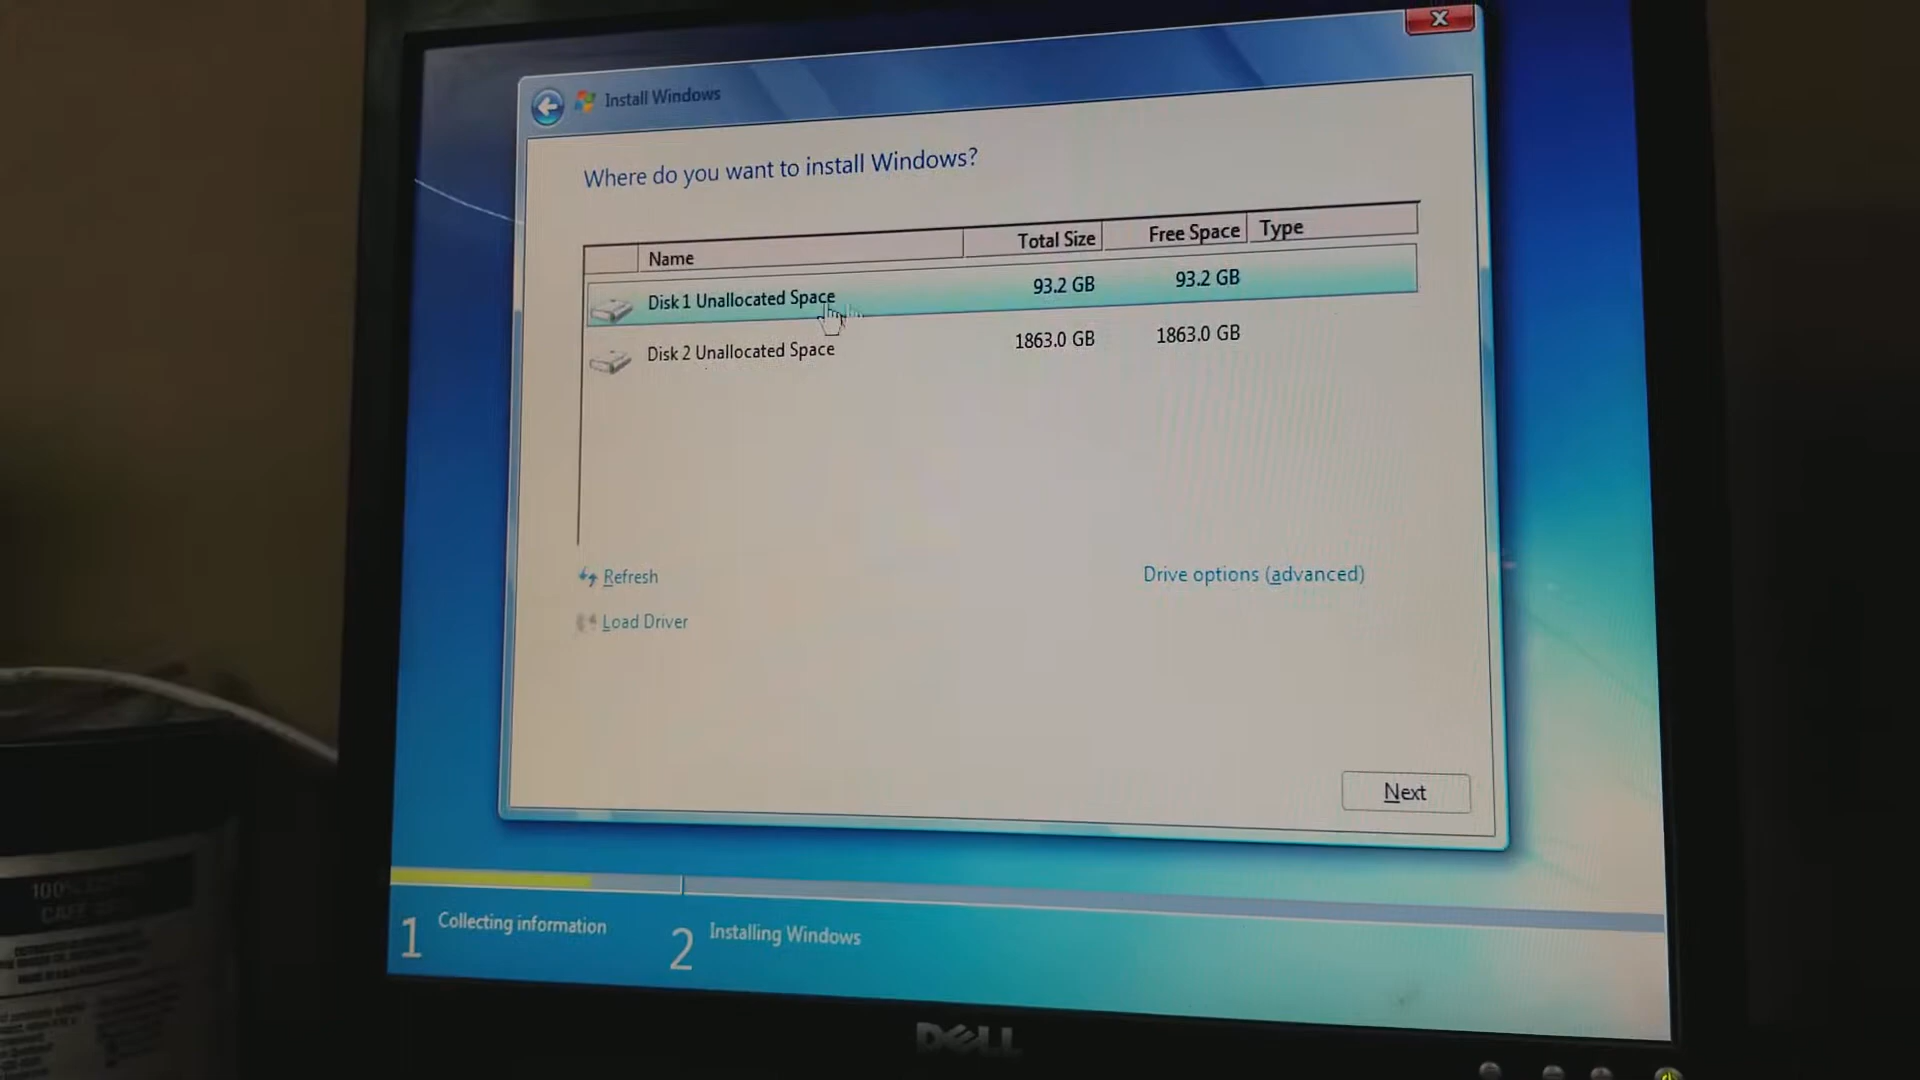 Install Windows
Where do you want to install Windows?
Name Total Size Free Space Type
Disk 1 Unallocated Space 93.2 GB 93.2 GB
Disk 2 Unallocated Space 1863.0 GB 1863.0 GB
Refresh Drive options (advanced)
Load Driver
Next
1 Collecting information 2 Installing Windows
DELL